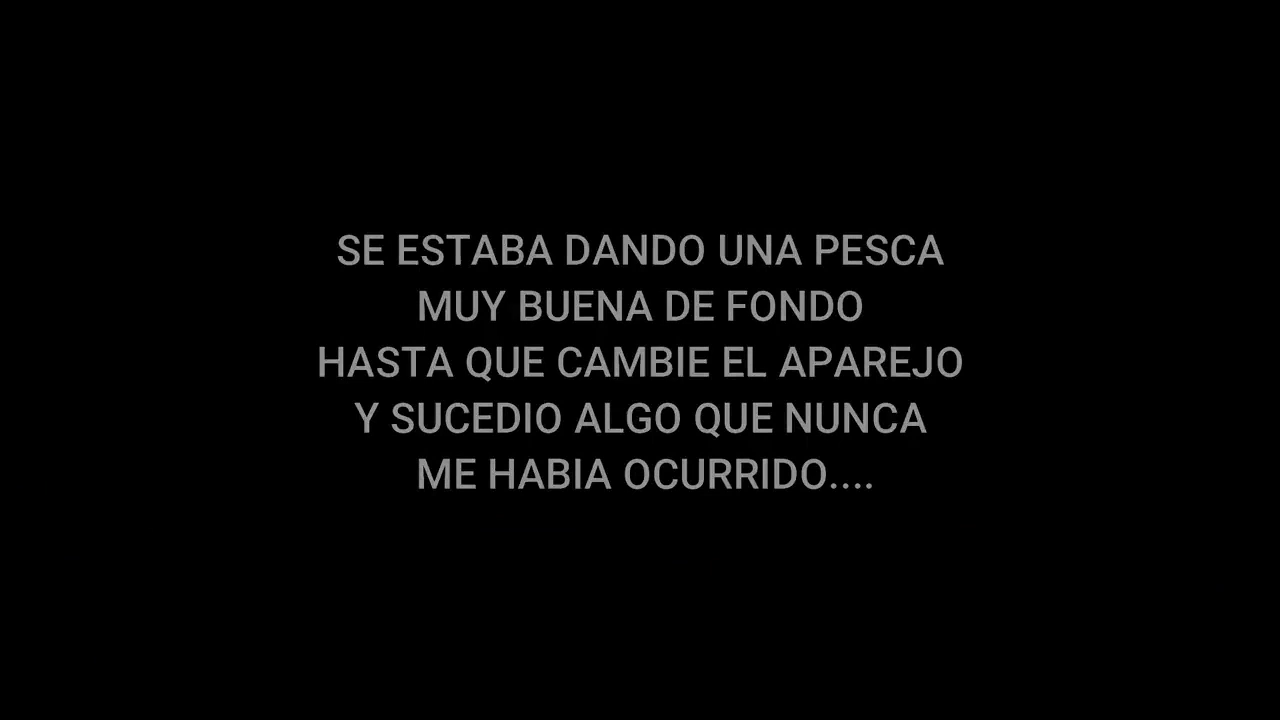 SE ESTABA DANDO UNA PESCA
MUY BUENA DE FONDO
HASTA QUE CAMBIE EL APAREJO
Y SUCEDIO ALGO QUE NUNCA
ME HABIA OCURRIDO....